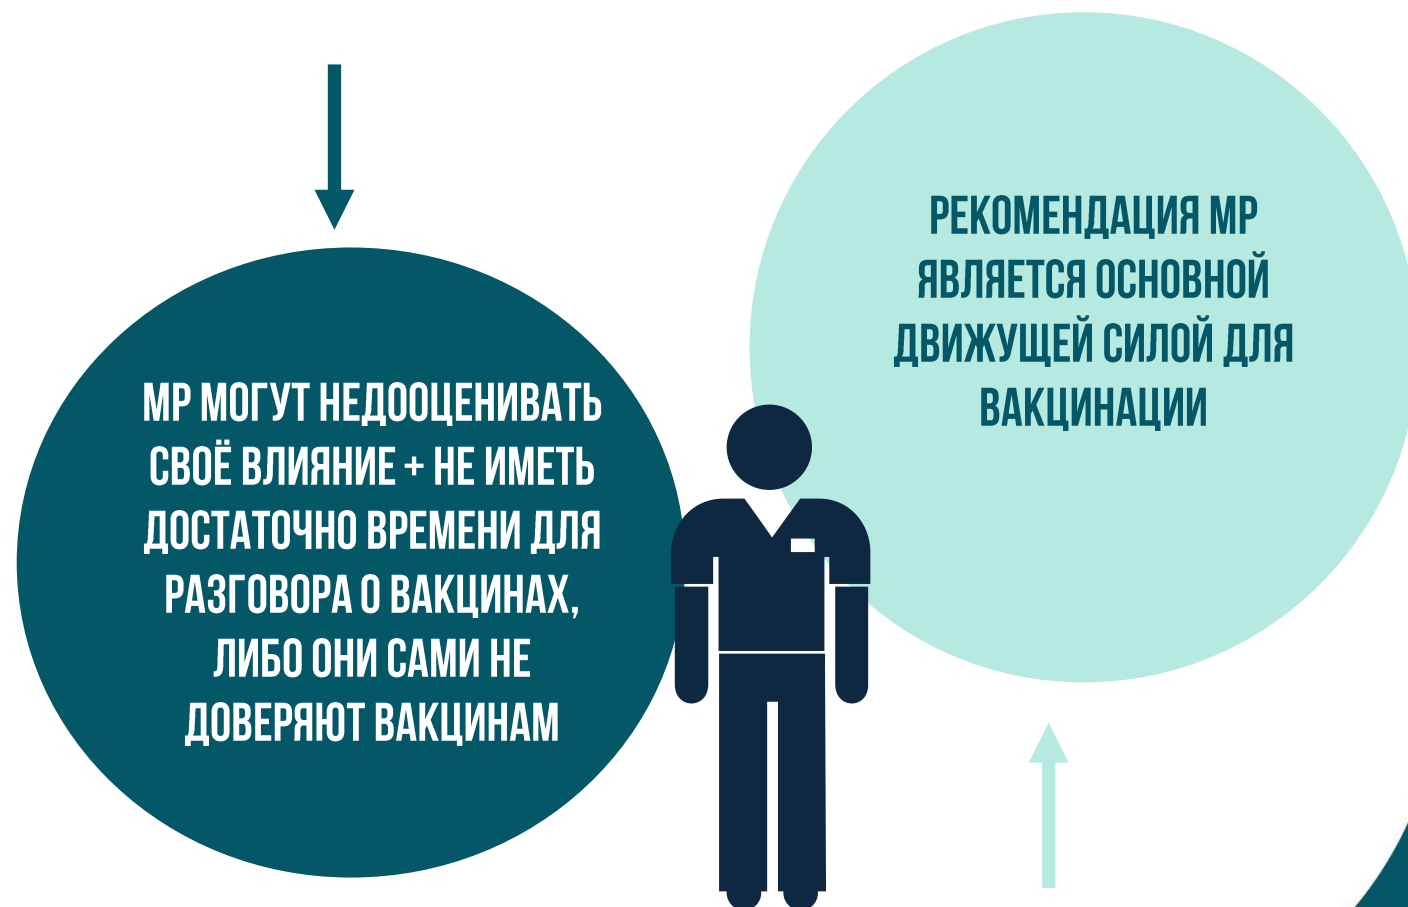 МР МОГУТ НЕДООЦЕНИВАТЬ
СВОЁ ВЛИЯНИЕ + НЕ ИМЕТЬ
ДОСТАТОЧНО ВРЕМЕНИ ДЛЯ
РАЗГОВОРА О ВАКЦИНАХ,
ЛИБО ОНИ САМИ НЕ
ДОВЕРЯЮТ ВАКЦИНАМ
РЕКОМЕНДАЦИЯ МР
ЯВЛЯЕТСЯ ОСНОВНОЙ
ДВИЖУЩЕЙ СИЛОЙ ДЛЯ
ВАКЦИНАЦИИ